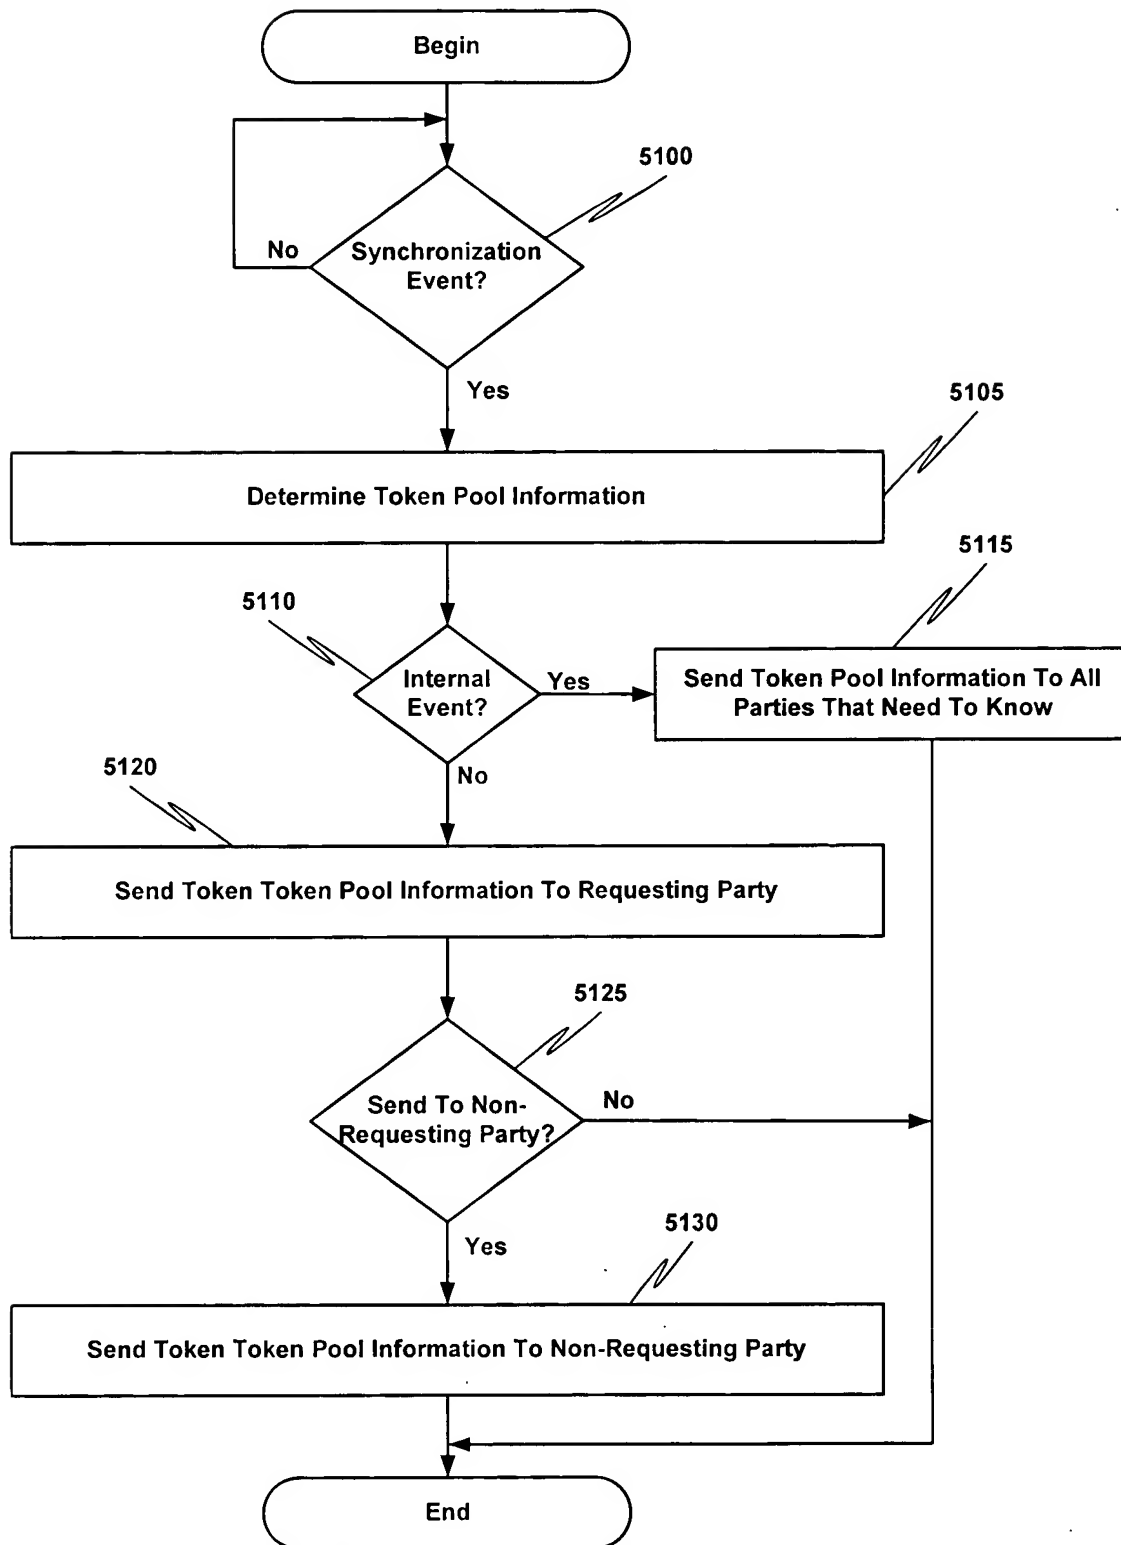 Begin
5100
No
Synchronization
Event?
Yes
5105
Determine Token Pool Information
5115
5110
Internal
Event?
Yes
Send Token Pool Information To All
Parties That Need To Know
No
5120
Send Token Token Pool Information To Requesting Party
5125
Send To Non-
Requesting Party?
No
Yes
5130
Send Token Token Pool Information To Non-Requesting Party
End